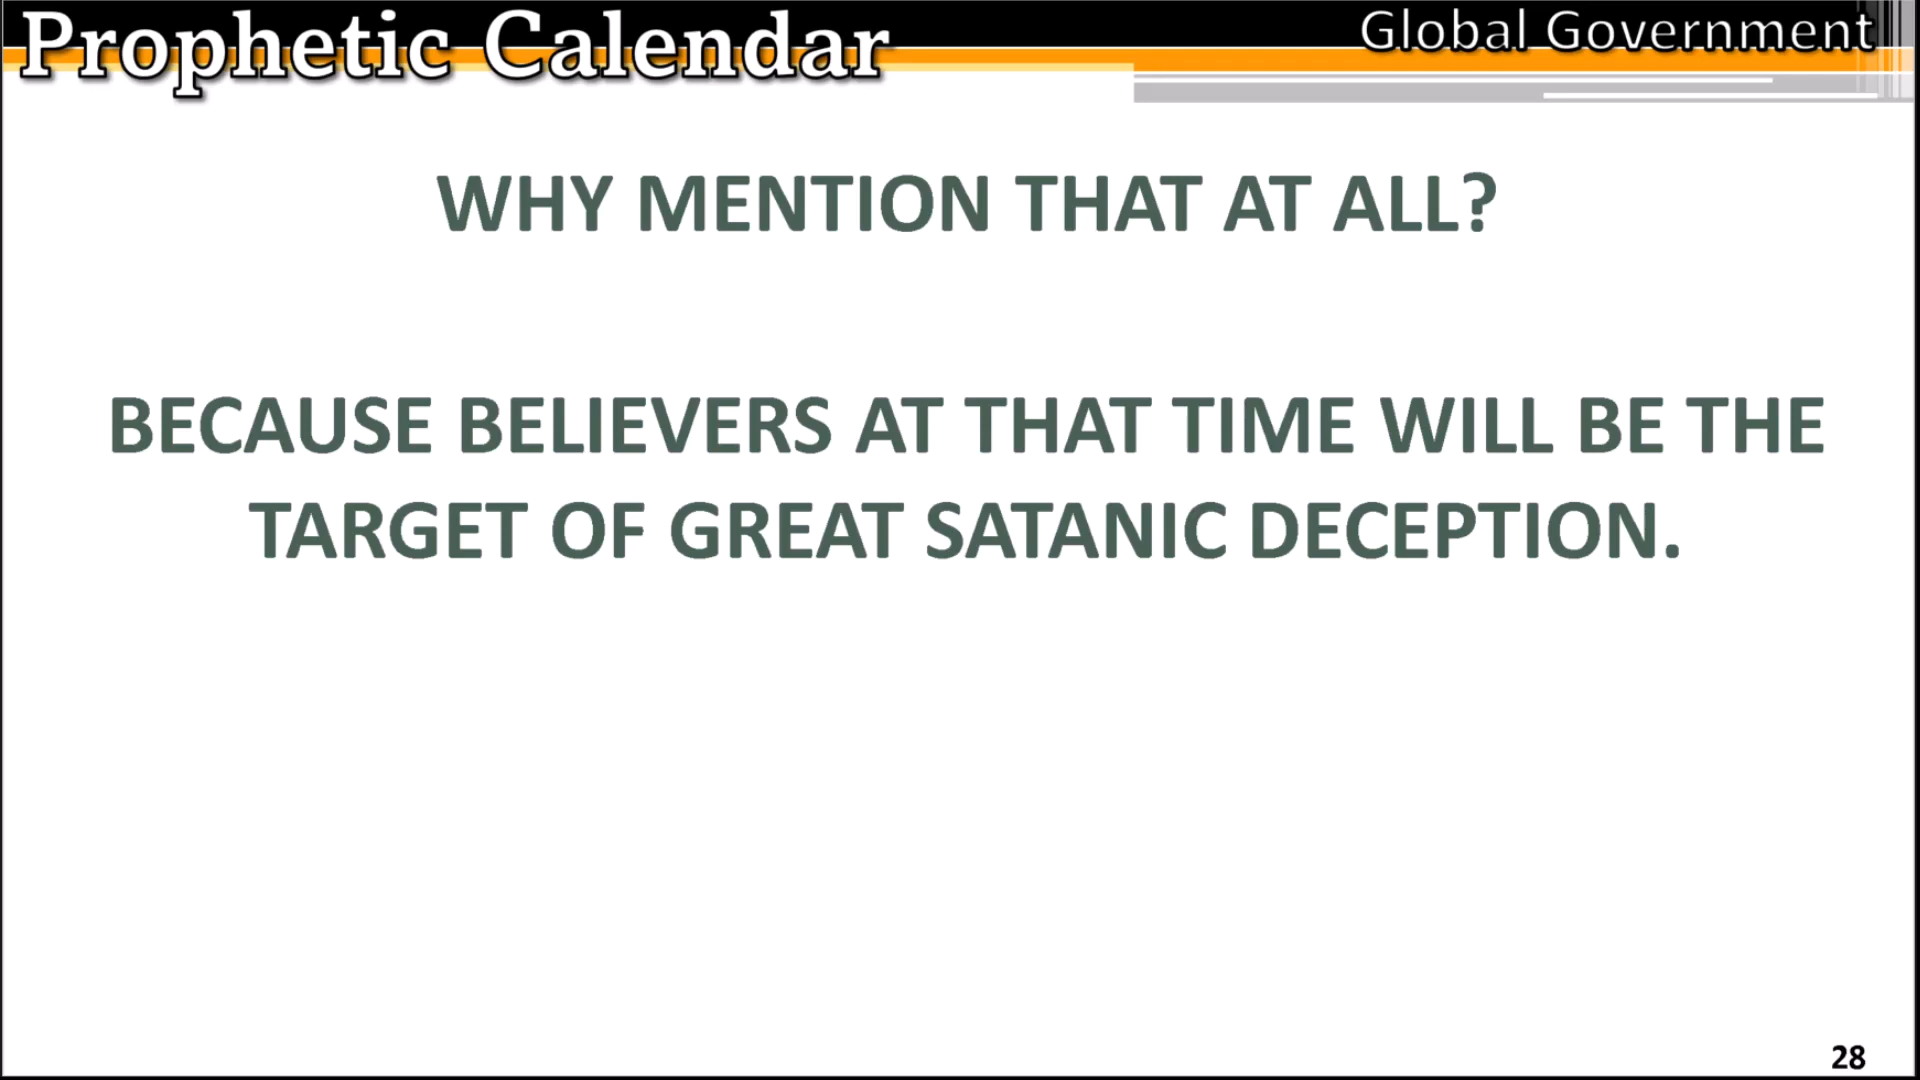 Prophetic Calendar
Global Government
WHY MENTION THAT AT ALL?
BECAUSE BELIEVERS AT THAT TIME WILL BE THE
TARGET OF GREAT SATANIC DECEPTION.
28